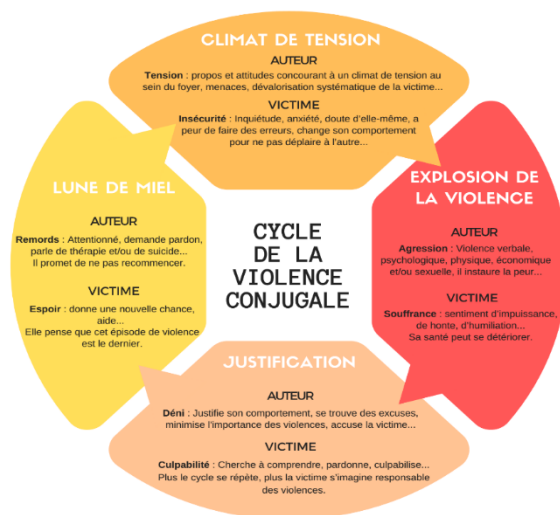 CLIMAT DE TENSION
AUTEUR
Tension : propos et attitudes concourant à un climat de tension au
sein du foyer, menaces, dévalorisation systématique de la victime...
VICTIME
Insécurité : Inquiétude, anxiété, doute d'elle-même, a
peur de faire des erreurs, change son comportement
pour ne pas déplaire à l'autre...
EXPLOSION DE
LA VIOLENCE
AUTEUR
Agression : Violence verbale,
psychologique, physique, économique
et/ou sexuelle, il instaure la peur...
VICTIME
Souffrance : sentiment d'impuissance,
de honte, d'humiliation...
Sa santé peut se détériorer.
JUSTIFICATION
AUTEUR
Déni : Justifie son comportement, se trouve des excuses,
minimise l'importance des violences, accuse la victime...
VICTIME
Culpabilité : Cherche à comprendre, pardonne, culpabilise...
Plus le cycle se répète, plus la victime s'imagine responsable
des violences.
LUNE DE MIEL
AUTEUR
Remords : Attentionné, demande pardon,
parle de thérapie et/ou de suicide...
Il promet de ne pas recommencer.
VICTIME
Espoir : donne une nouvelle chance,
aide...
Elle pense que cet épisode de violence
est le dernier.
CYCLE
DE LA
VIOLENCE
CONJUGALE